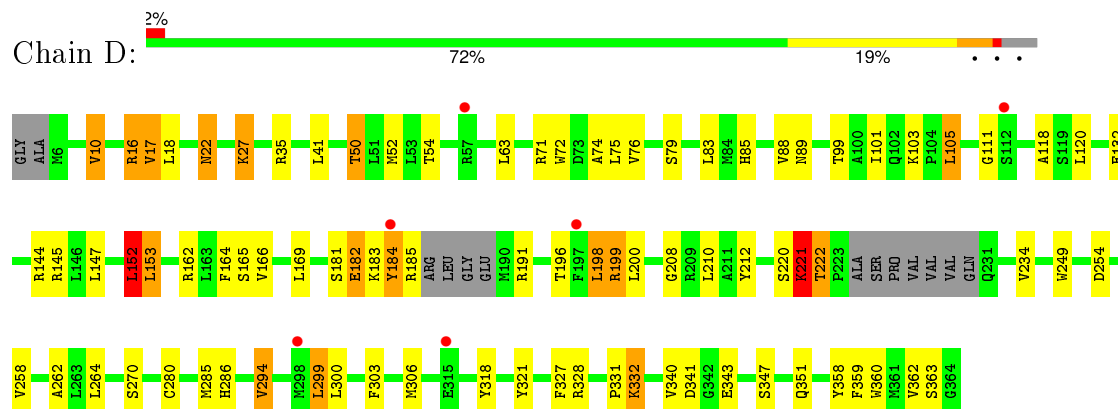 2%
Chain D:
72% 19% • • •
GLY ALA M6 V10 R16 V17 L18 N22 K27 R35 L41 T50 L51 M52 L53 T54 R57 L63 R71 W72 D73 A74 L75 V76 S79 L83 M84 H85 V88 N89 T99 A100 I101 Q102 K103 P104 L105 G111 S112 A118 S119 L120
R144 R145 L146 L147 L152 L153 R162 L163 F164 S165 V166 L169 S181 E182 K183 Y184 R185 ARG LEU GLY GLU M190 R191 T196 F197 L198 R199 L200 G208 R209 L210 A211 Y212 S220 K221 T222 P223 ALA SER PRO VAL VAL VAL GLN Q231 V234 W249 D254
V258 A262 L263 L264 S270 C280 M285 H286 V294 M298 L299 L300 F303 M306 E315 Y318 Y321 F327 R328 P331 K332 V340 D341 G342 E343 S347 Q351 Y358 F359 W360 M361 V362 S363 G364